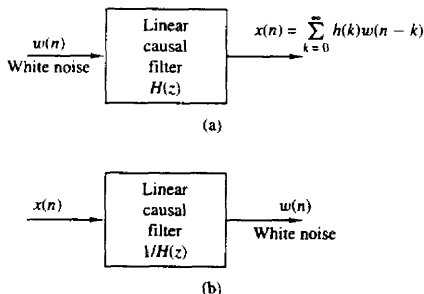 Linear
causal
filter
H(z)
w(n)
White noise
x(n) = ∞∑k = 0 h(k)w(n − k)
(a)
x(n)
Linear
causal
filter
1/H(z)
w(n)
White noise
(b)